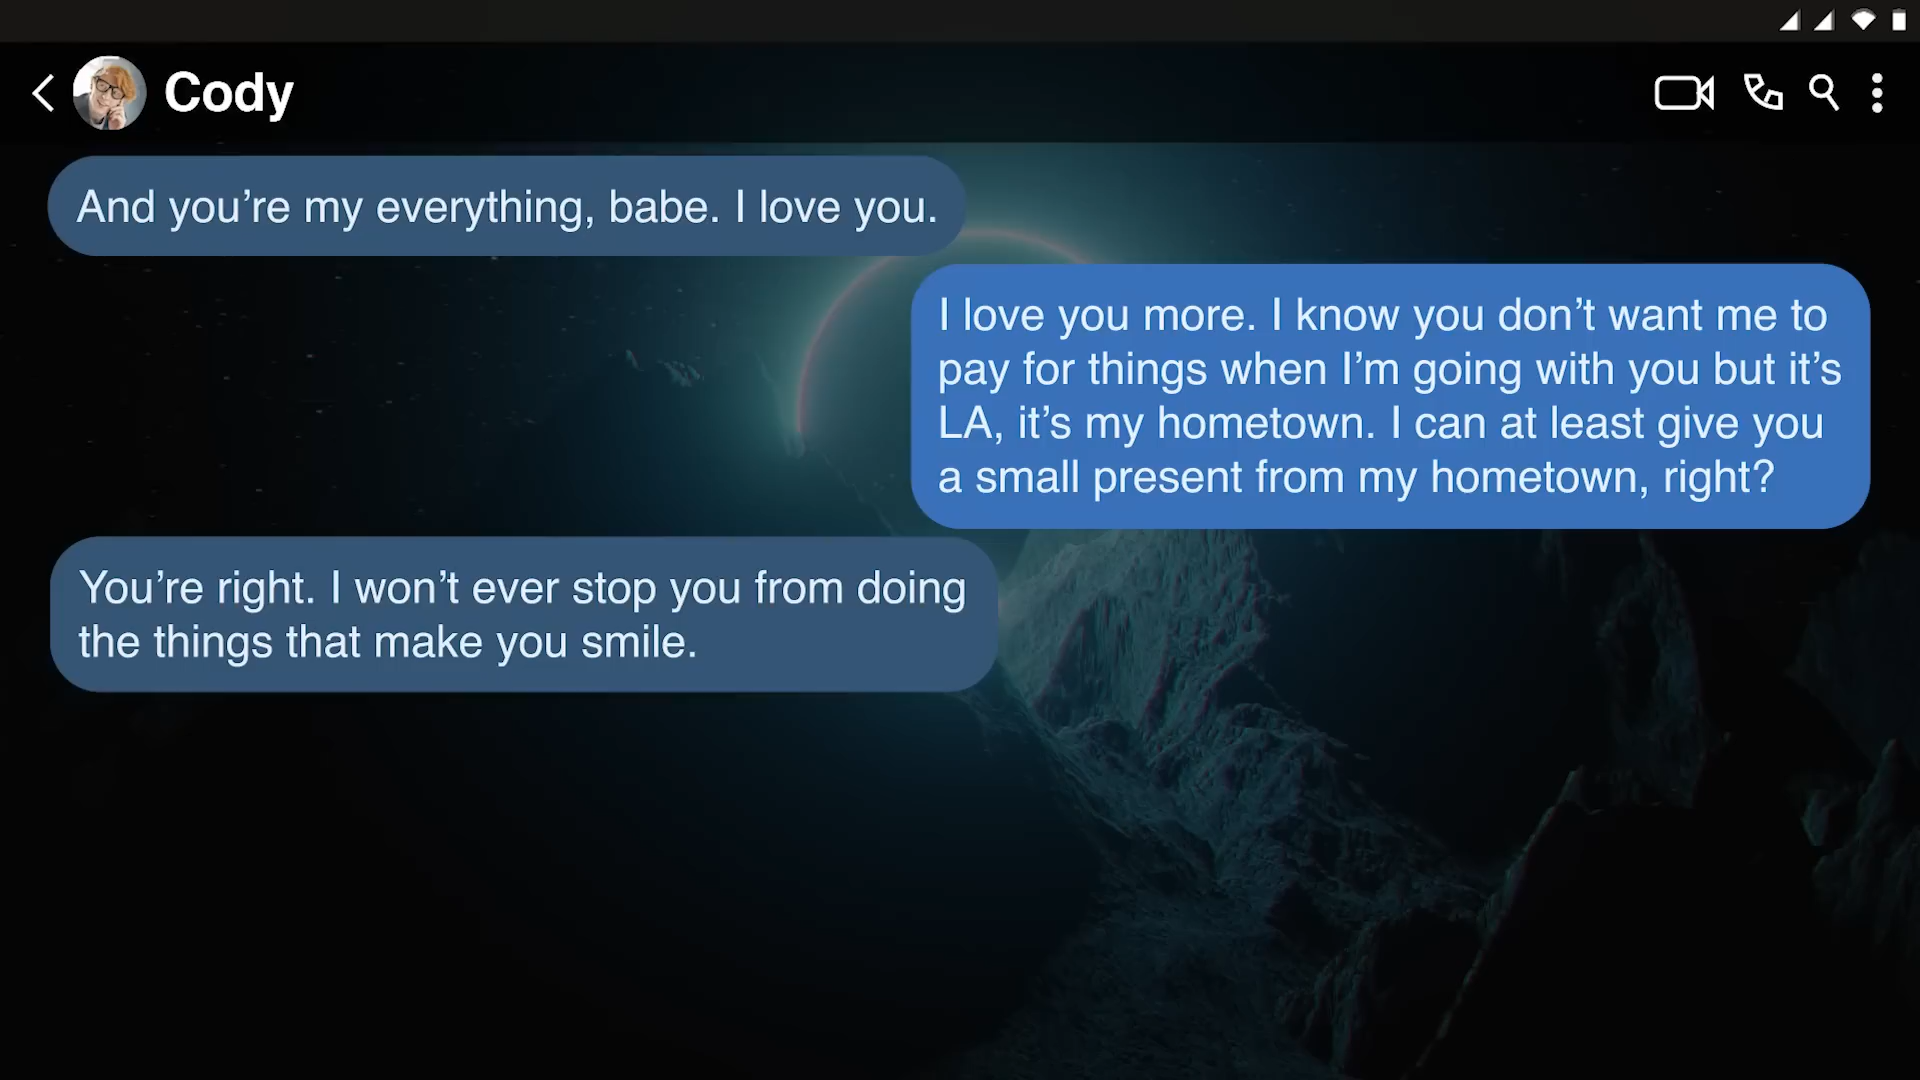 Cody
And you’re my everything, babe. I love you.
I love you more. I know you don’t want me to
pay for things when I’m going with you but it’s
LA, it’s my hometown. I can at least give you
a small present from my hometown, right?
You’re right. I won’t ever stop you from doing
the things that make you smile.